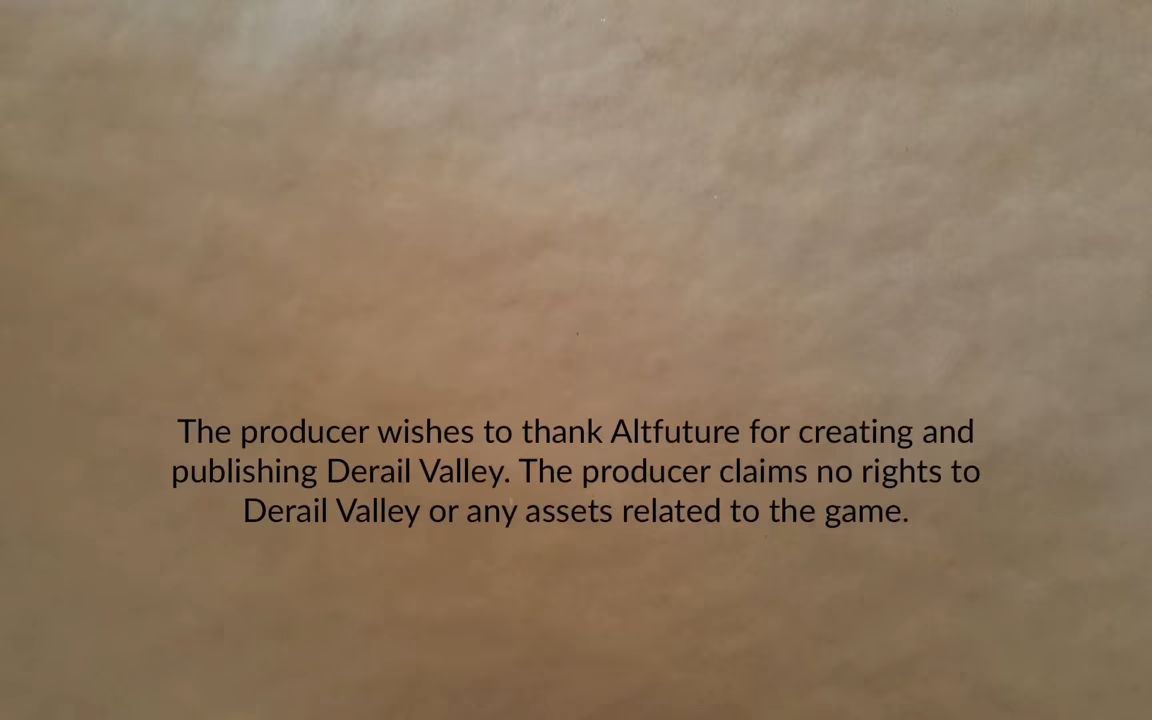 The producer wishes to thank Altfuture for creating and
publishing Derail Valley. The producer claims no rights to
Derail Valley or any assets related to the game.